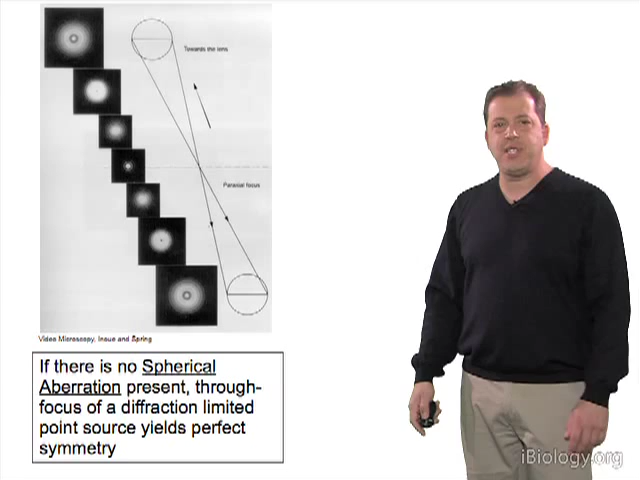 Towards the lens
Paraxial focus
Video Microscopy, Inoue and Spring
If there is no Spherical
Aberration present, through-
focus of a diffraction limited
point source yields perfect
symmetry
iBiology.org